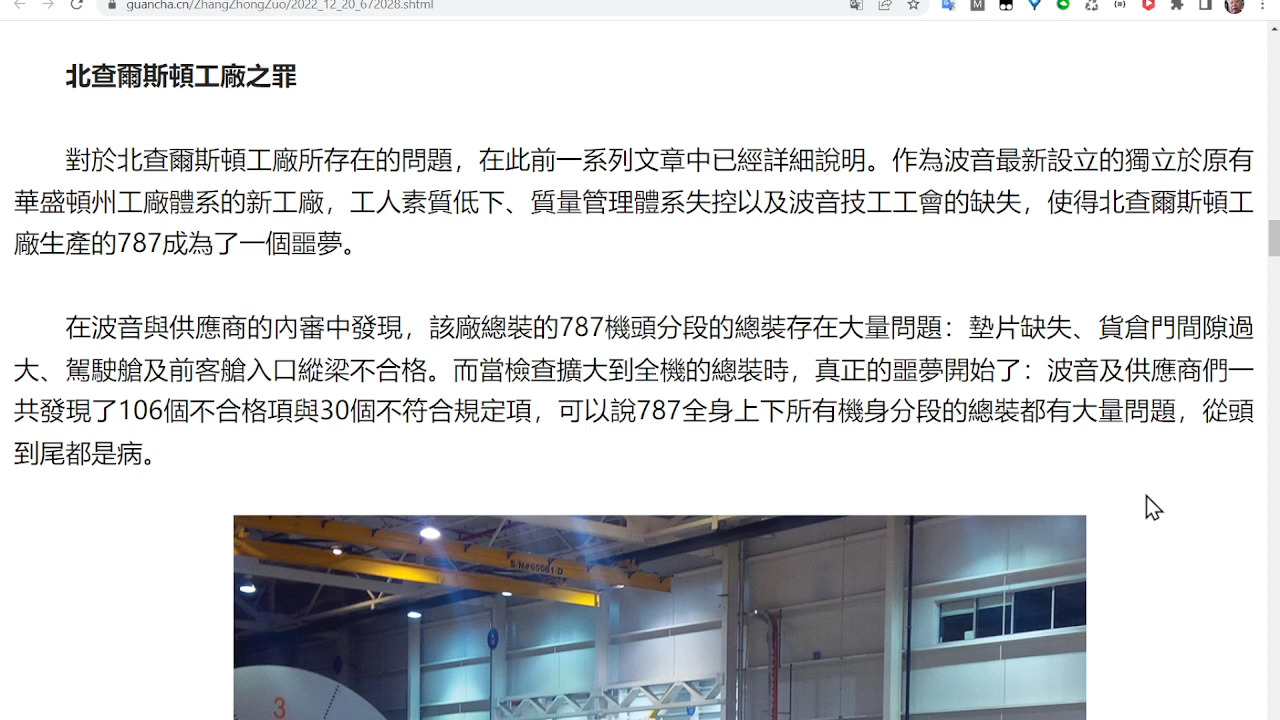 guancha.cn/ZhangZhongZuo/2022_12_20_672028.shtml
北查爾斯頓工廠之罪
對於北查爾斯頓工廠所存在的問題，在此前一系列文章中已經詳細說明。作為波音最新設立的獨立於原有
華盛頓州工廠體系的新工廠，工人素質低下、質量管理體系失控以及波音技工工會的缺失，使得北查爾斯頓工
廠生產的787成為了一個噩夢。
在波音與供應商的內審中發現，該廠總裝的787機頭分段的總裝存在大量問題：墊片缺失、貨倉門間隙過
大、駕駛艙及前客艙入口縱梁不合格。而當檢查擴大到全機的總裝時，真正的噩夢開始了：波音及供應商們一
共發現了106個不合格項與30個不符合規定項，可以說787全身上下所有機身分段的總裝都有大量問題，從頭
到尾都是病。
S/N#65061-D
3